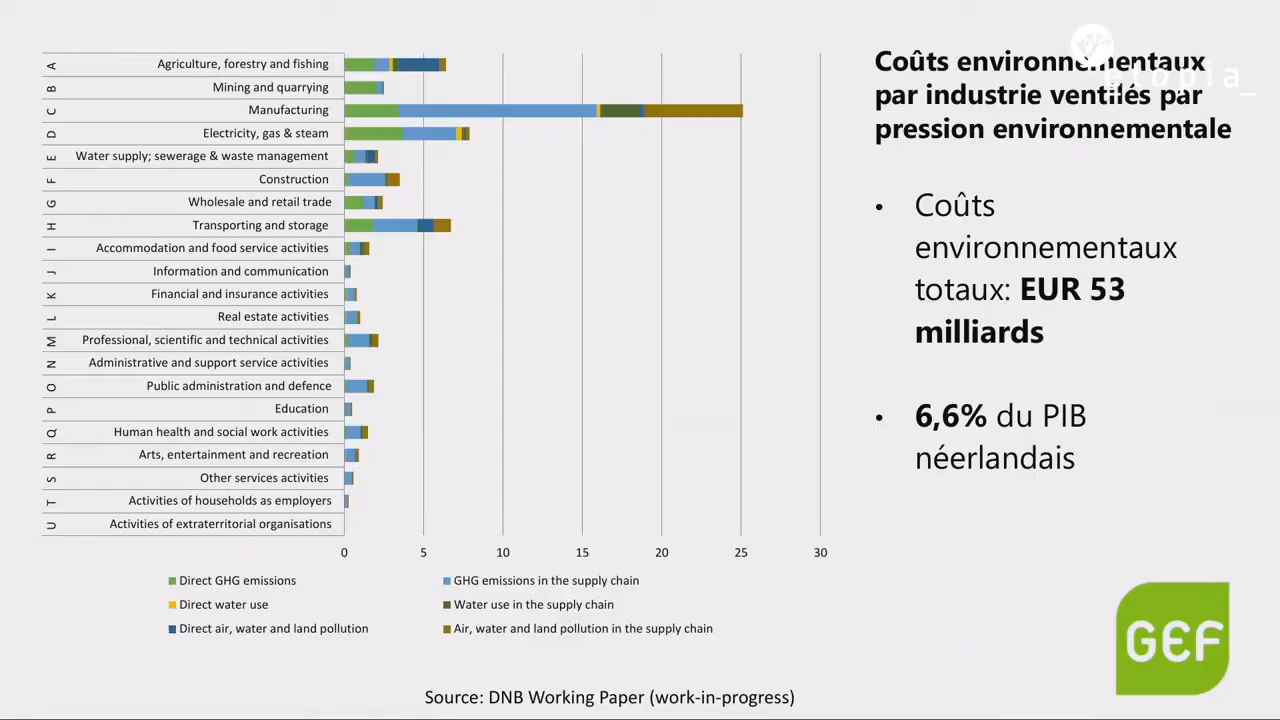 A Agriculture, forestry and fishing
B Mining and quarrying
C Manufacturing
D Electricity, gas & steam
E Water supply; sewerage & waste management
F Construction
G Wholesale and retail trade
H Transporting and storage
I Accommodation and food service activities
J Information and communication
K Financial and insurance activities
L Real estate activities
M Professional, scientific and technical activities
N Administrative and support service activities
O Public administration and defence
P Education
Q Human health and social work activities
R Arts, entertainment and recreation
S Other services activities
T Activities of households as employers
U Activities of extraterritorial organisations
0 5 10 15 20 25 30
Direct GHG emissions
GHG emissions in the supply chain
Direct water use
Water use in the supply chain
Direct air, water and land pollution
Air, water and land pollution in the supply chain
Source: DNB Working Paper (work-in-progress)
Coûts environnementaux
par industrie ventilés par
pression environnementale
etopia_
• Coûts
environnementaux
totaux: EUR 53
milliards
• 6,6% du PIB
néerlandais
GEF